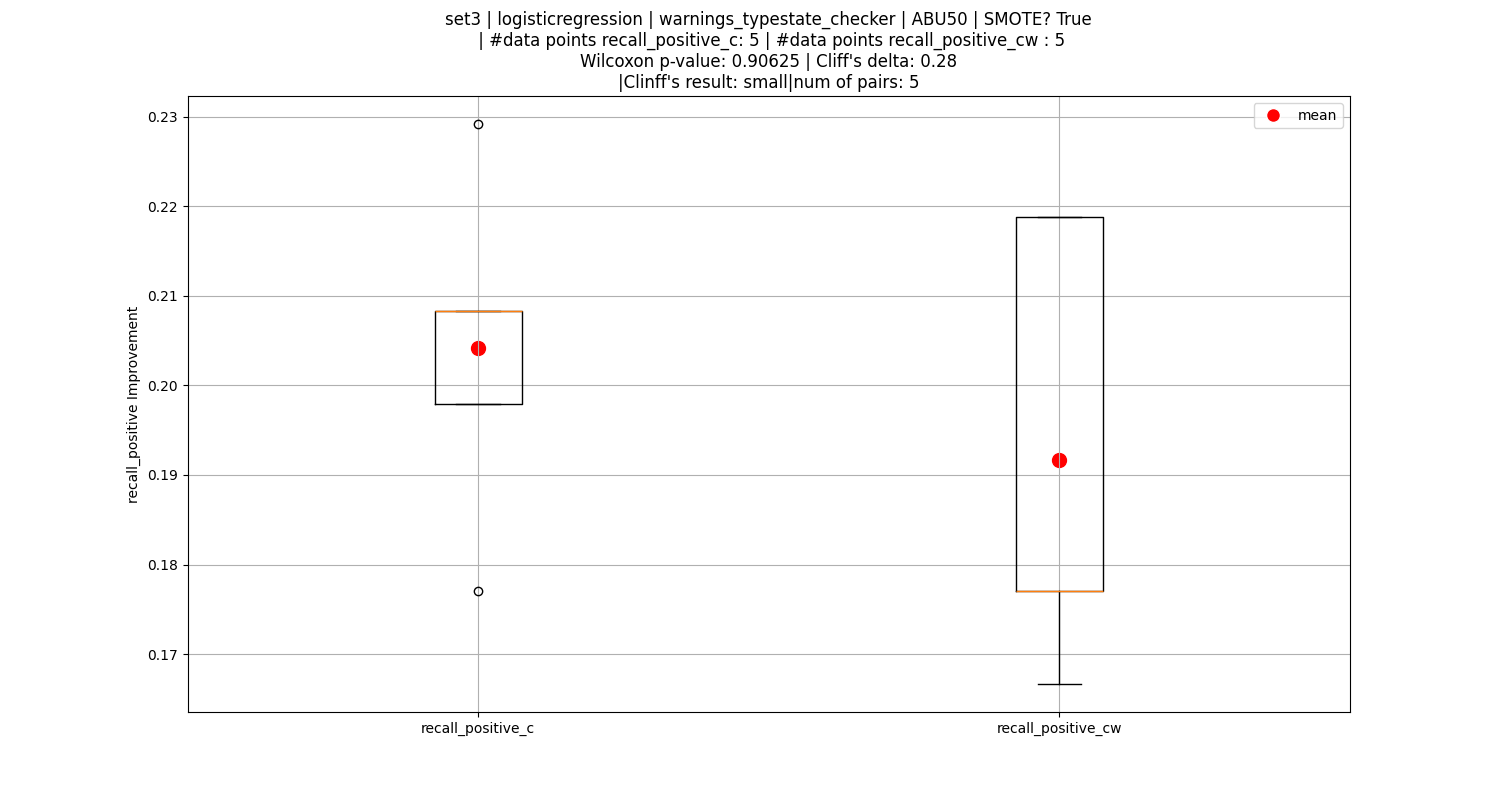 set3 | logisticregression | warnings_typestate_checker | ABU50 | SMOTE? True
| #data points recall_positive_c: 5 | #data points recall_positive_cw : 5
Wilcoxon p-value: 0.90625 | Cliff's delta: 0.28
|Clinff's result: small|num of pairs: 5
mean
0.23
0.22
0.21
0.20
0.19
0.18
0.17
recall_positive Improvement
recall_positive_c
recall_positive_cw